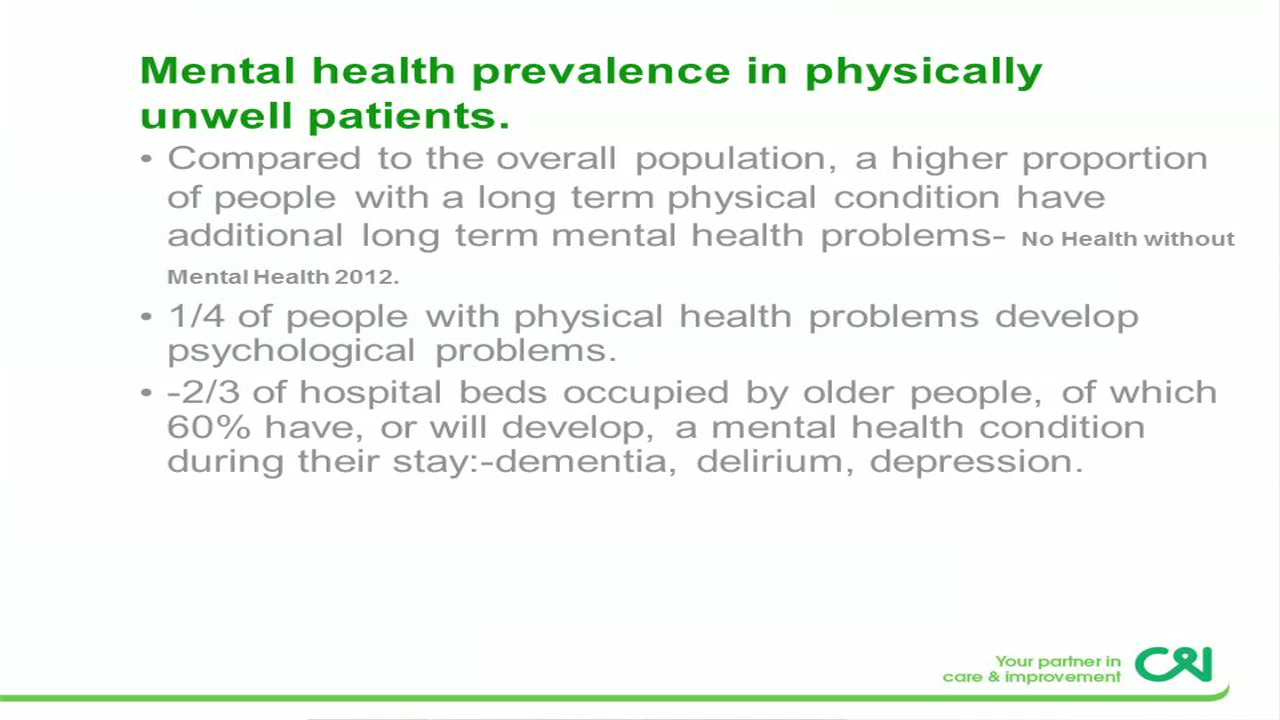 Mental health prevalence in physically
unwell patients.
• Compared to the overall population, a higher proportion
of people with a long term physical condition have
additional long term mental health problems- No Health without
Mental Health 2012.
• 1/4 of people with physical health problems develop
psychological problems.
• -2/3 of hospital beds occupied by older people, of which
60% have, or will develop, a mental health condition
during their stay:-dementia, delirium, depression.
Your partner in
care & improvement
C&I